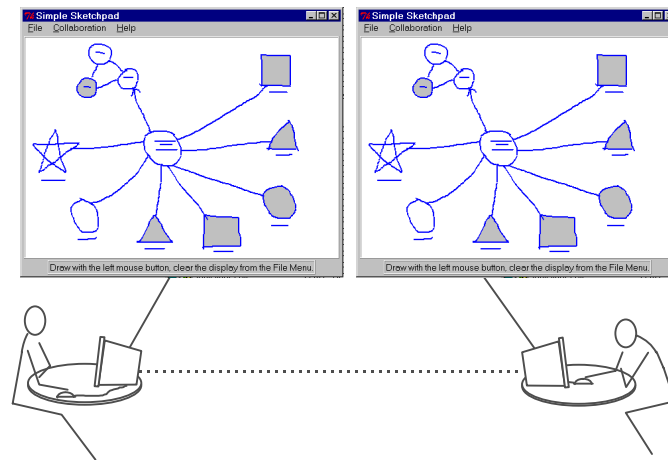 Simple Sketchpad
File Collaboration Help
Draw with the left mouse button, clear the display from the File Menu.
Simple Sketchpad
File Collaboration Help
Draw with the left mouse button, clear the display from the File Menu.